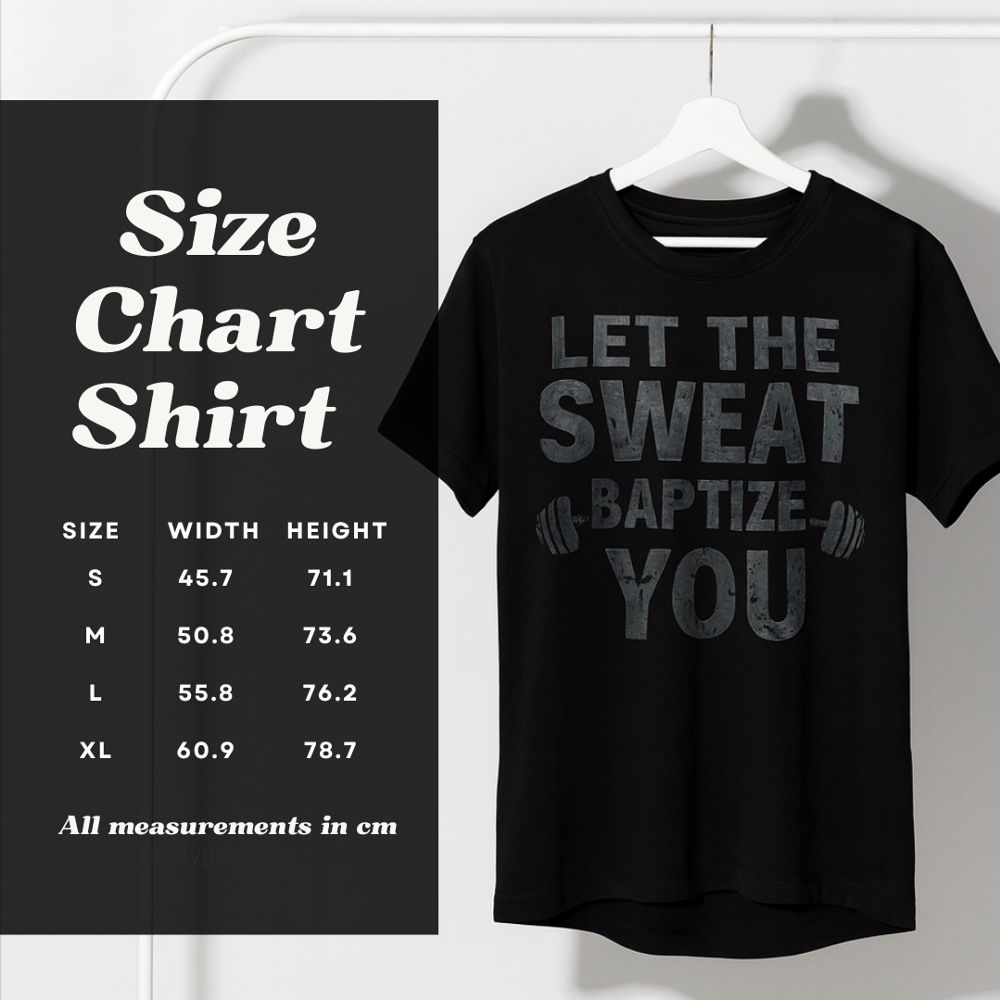 Size
Chart
Shirt
SIZE WIDTH HEIGHT
S 45.7 71.1
M 50.8 73.6
L 55.8 76.2
XL 60.9 78.7
All measurements in cm
@reallygreatsite
LET THE
SWEAT
BAPTIZE
YOU